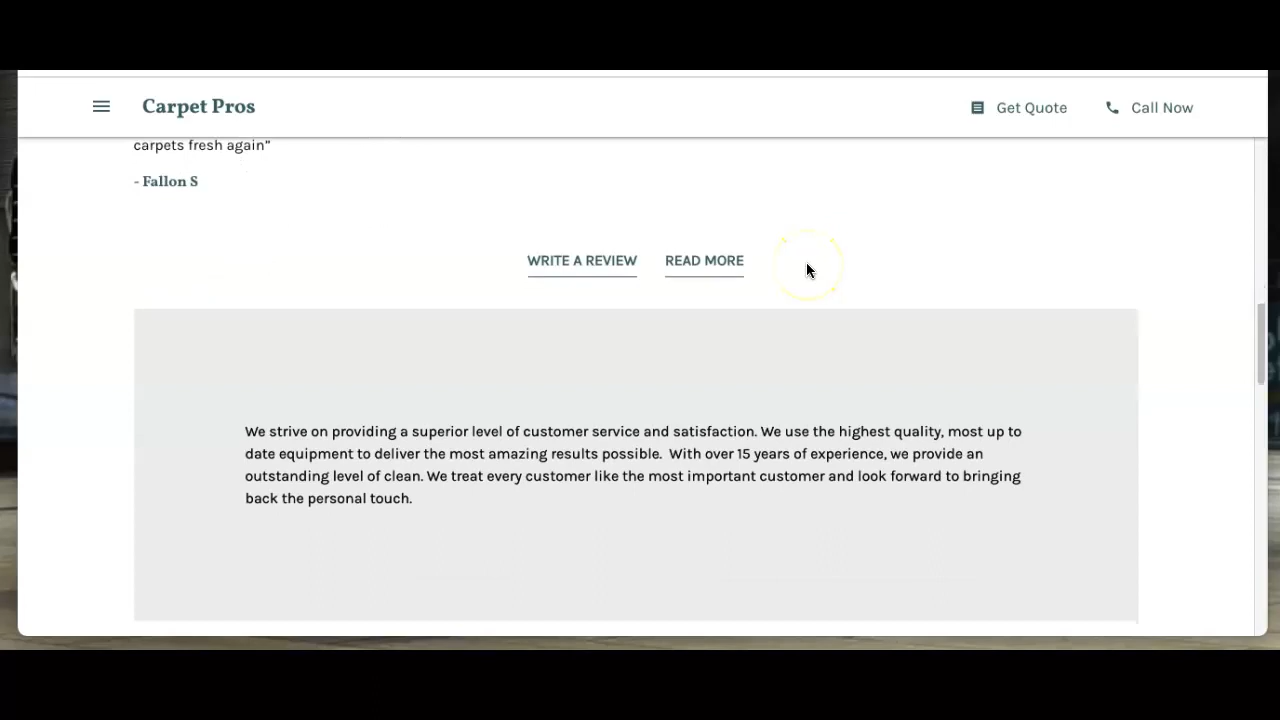 Carpet Pros
Get Quote
Call Now
carpets fresh again”
- Fallon S
WRITE A REVIEW
READ MORE
We strive on providing a superior level of customer service and satisfaction. We use the highest quality, most up to
date equipment to deliver the most amazing results possible.  With over 15 years of experience, we provide an
outstanding level of clean. We treat every customer like the most important customer and look forward to bringing
back the personal touch.